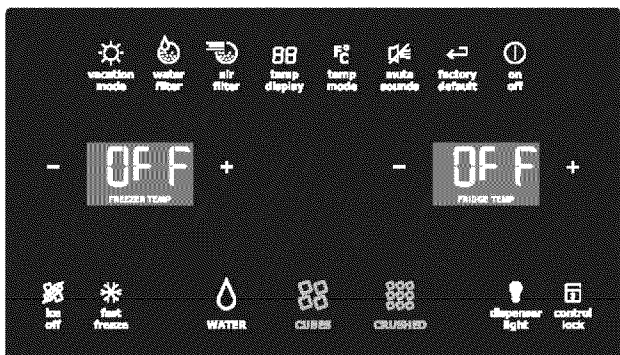 88 F°C
vacation mode
water filter
air filter
temp display
temp mode
mute sounds
factory default
on off
- OFF + - OFF +
FREEZER TEMP FRIDGE TEMP
ice off
fast freeze
WATER
CUBES
CRUSHED
dispenser light
control lock